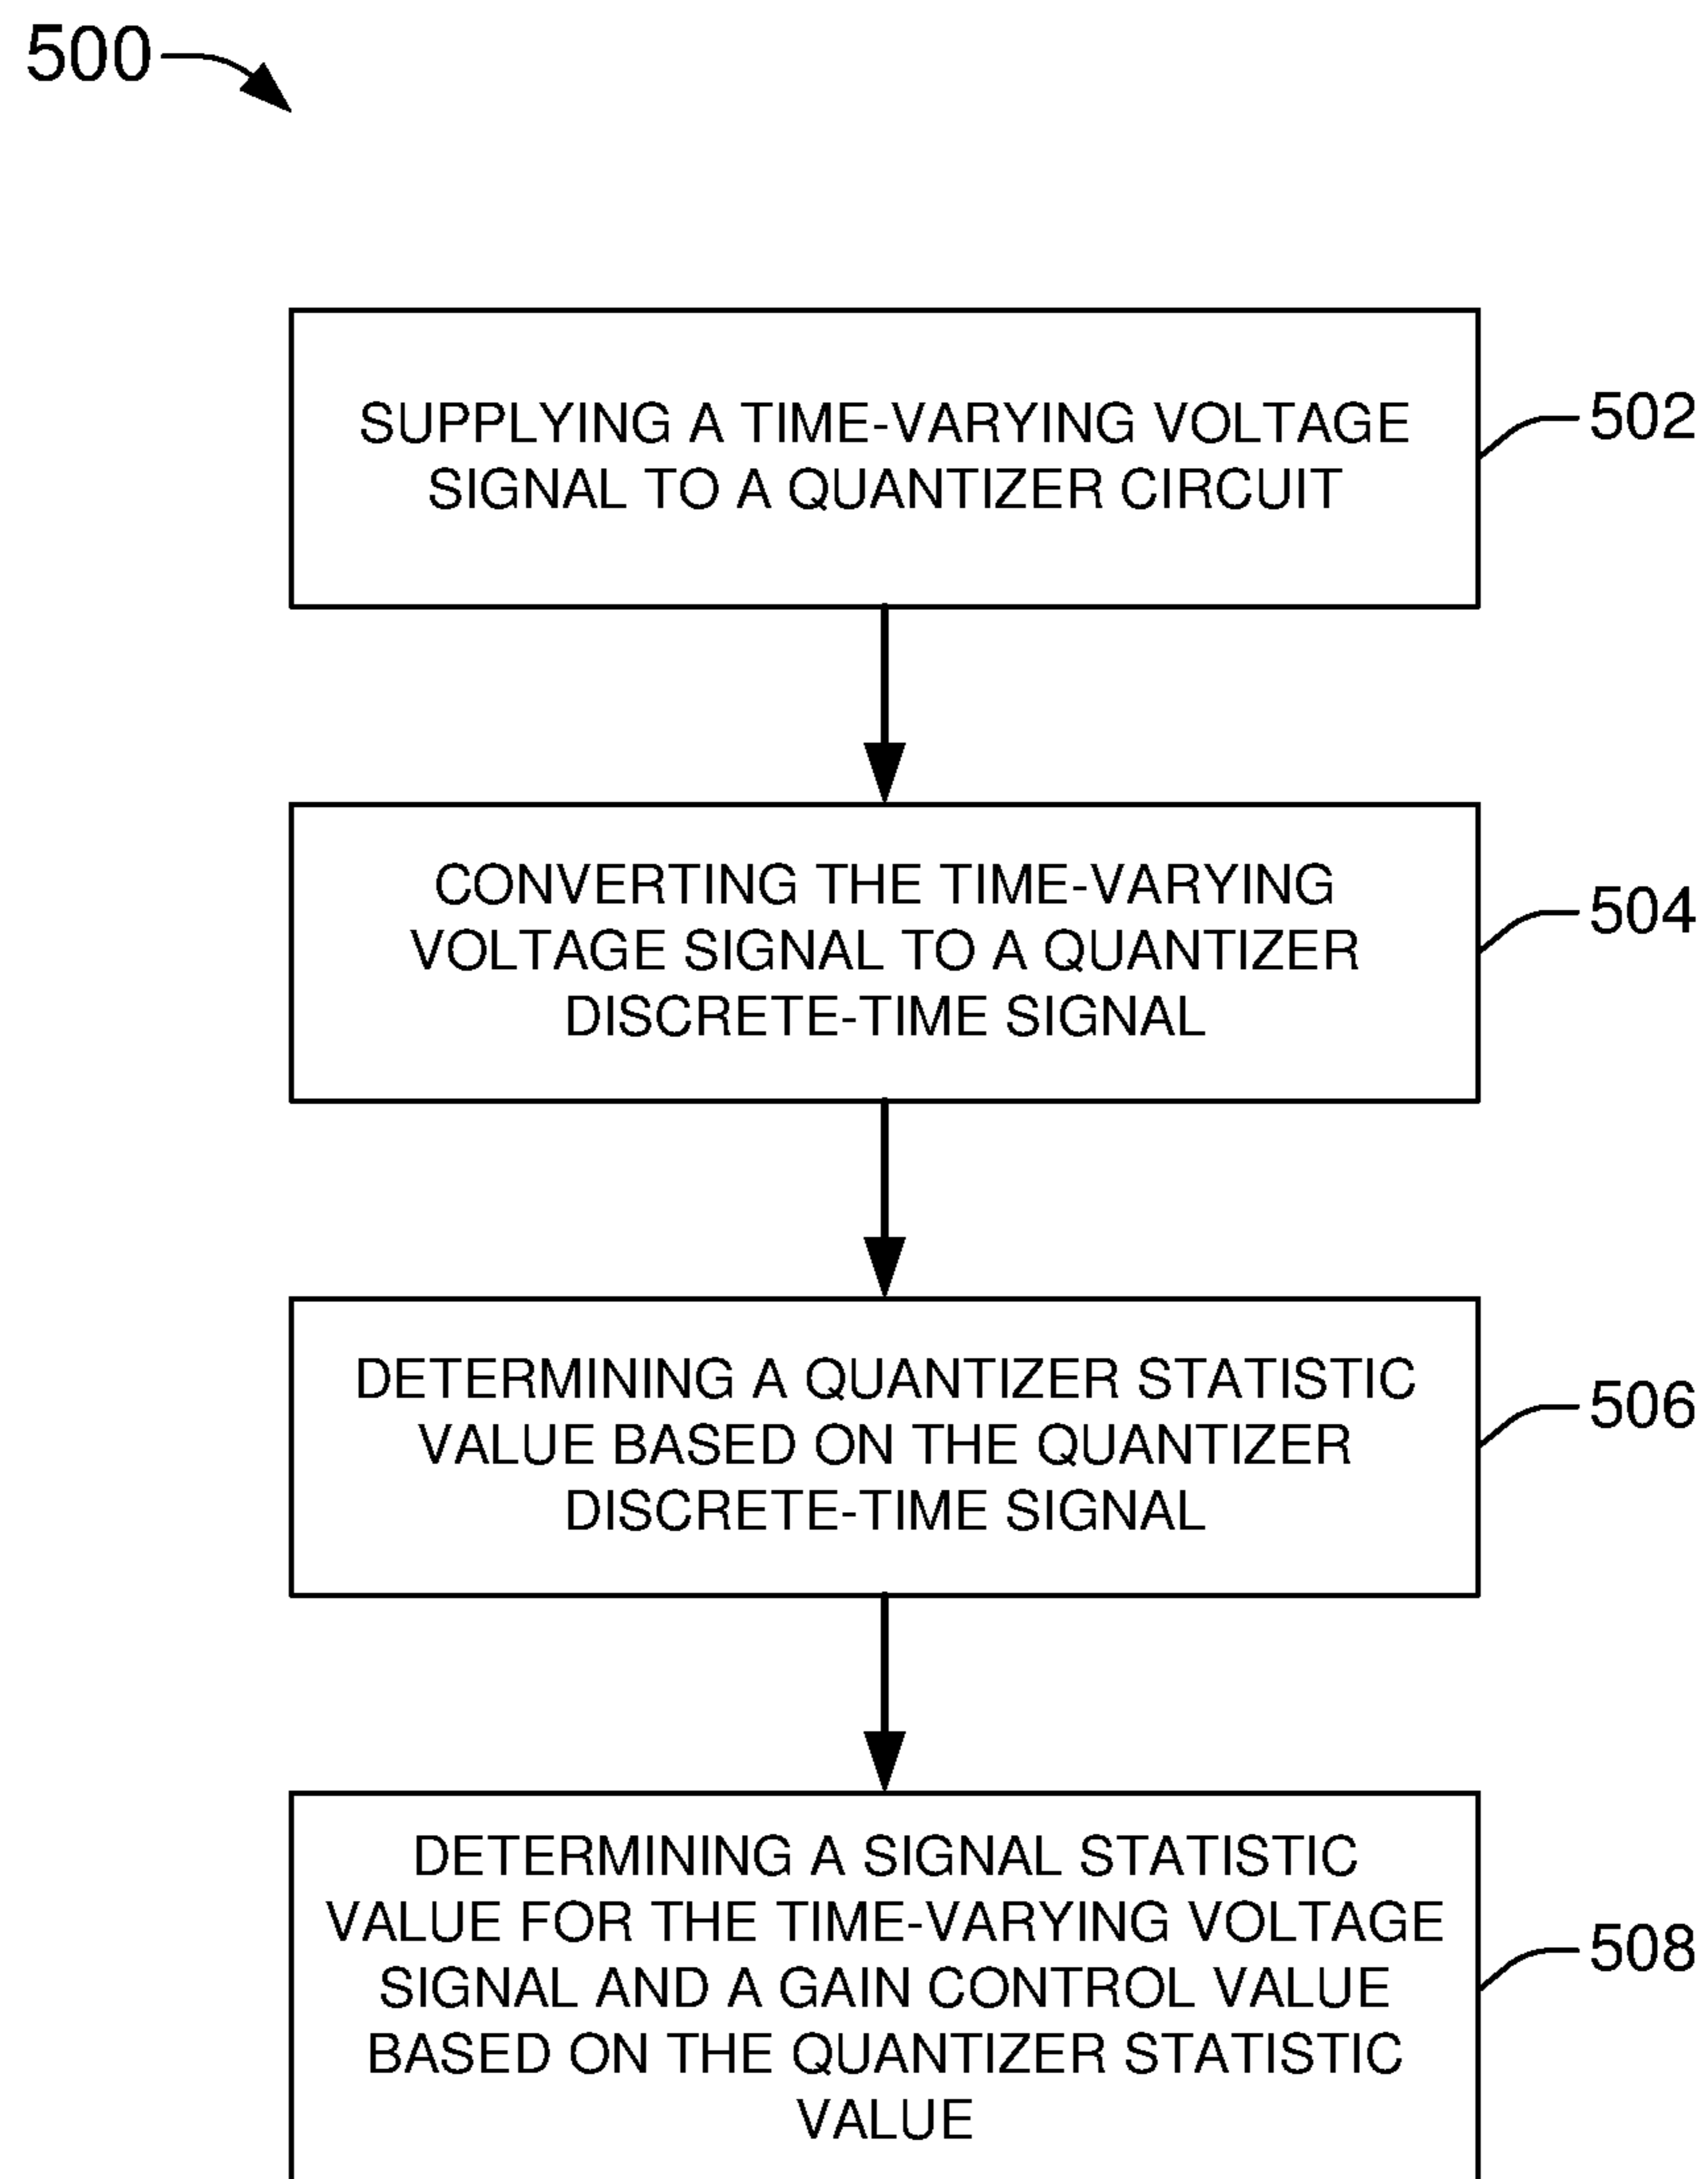 500
SUPPLYING A TIME-VARYING VOLTAGE
SIGNAL TO A QUANTIZER CIRCUIT
502
CONVERTING THE TIME-VARYING
VOLTAGE SIGNAL TO A QUANTIZER
DISCRETE-TIME SIGNAL
504
DETERMINING A QUANTIZER STATISTIC
VALUE BASED ON THE QUANTIZER
DISCRETE-TIME SIGNAL
506
DETERMINING A SIGNAL STATISTIC
VALUE FOR THE TIME-VARYING VOLTAGE
SIGNAL AND A GAIN CONTROL VALUE
BASED ON THE QUANTIZER STATISTIC
VALUE
508